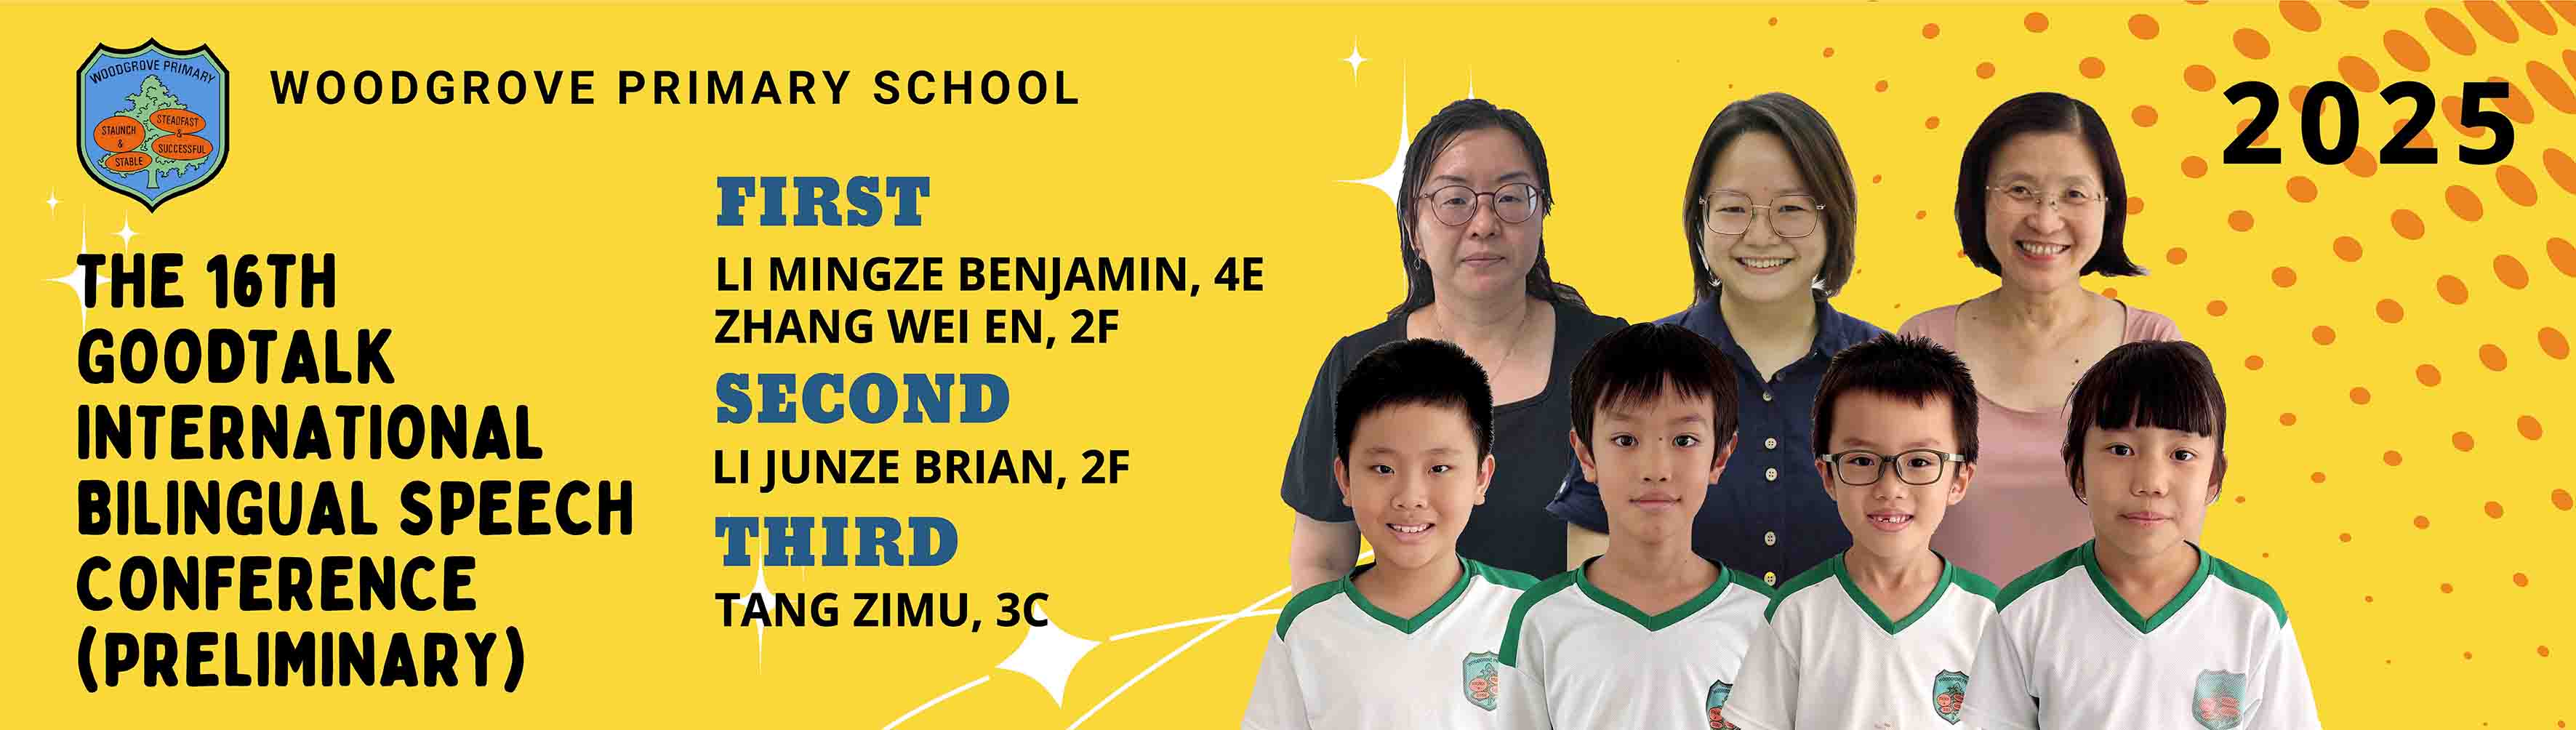 WOODGROVE PRIMARY
STAUNCH
&
STABLE
STEADFAST
&
SUCCESSFUL
WOODGROVE PRIMARY SCHOOL
2025
THE 16TH
GOODTALK
INTERNATIONAL
BILINGUAL SPEECH
CONFERENCE
(PRELIMINARY)
FIRST
LI MINGZE BENJAMIN, 4E
ZHANG WEI EN, 2F
SECOND
LI JUNZE BRIAN, 2F
THIRD
TANG ZIMU, 3C